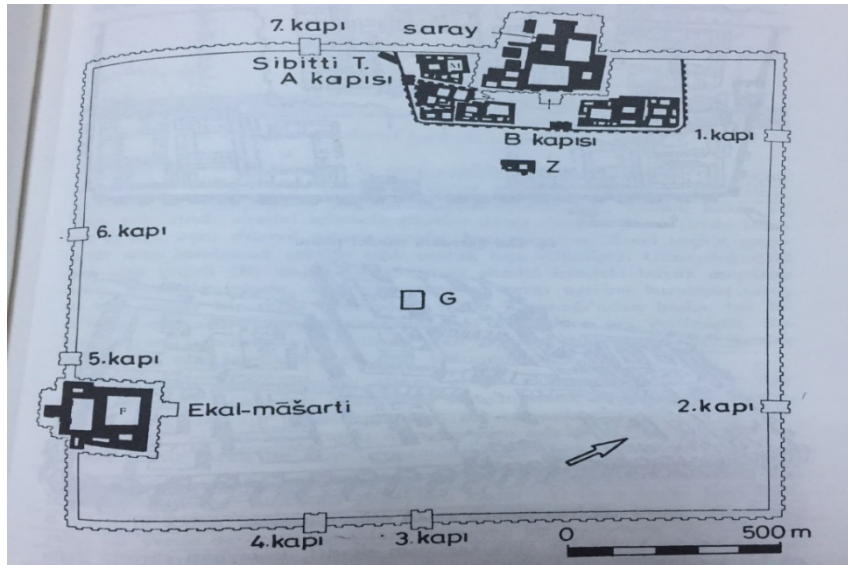 7. kapı
saray
Sibitti T.
M
A kapısı
1. kapı
B kapısı
Z
6. kapı
G
5. kapı
F
Ekal-māšarti
2. kapı
4. kapı
3. kapı
0 500 m